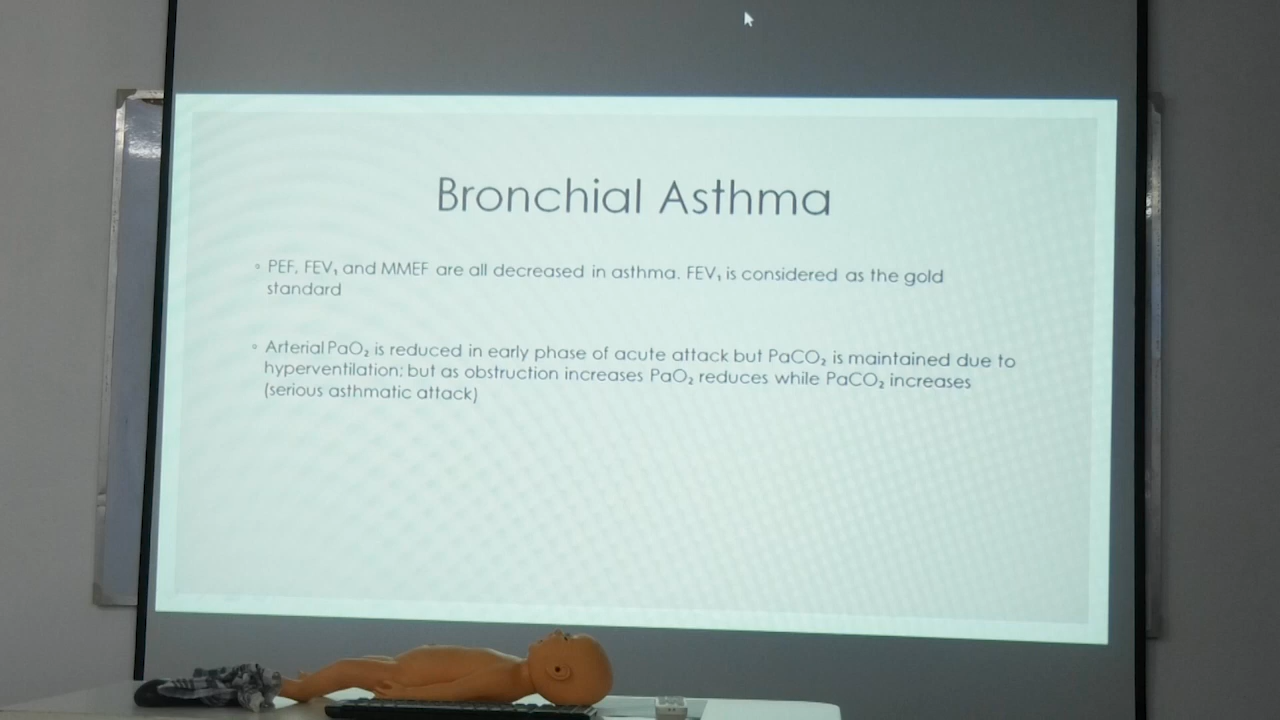 Bronchial Asthma
◦ PEF, FEV₁ and MMEF are all decreased in asthma. FEV₁ is considered as the gold
standard
◦ Arterial PaO₂ is reduced in early phase of acute attack but PaCO₂ is maintained due to
hyperventilation; but as obstruction increases PaO₂ reduces while PaCO₂ increases
(serious asthmatic attack)